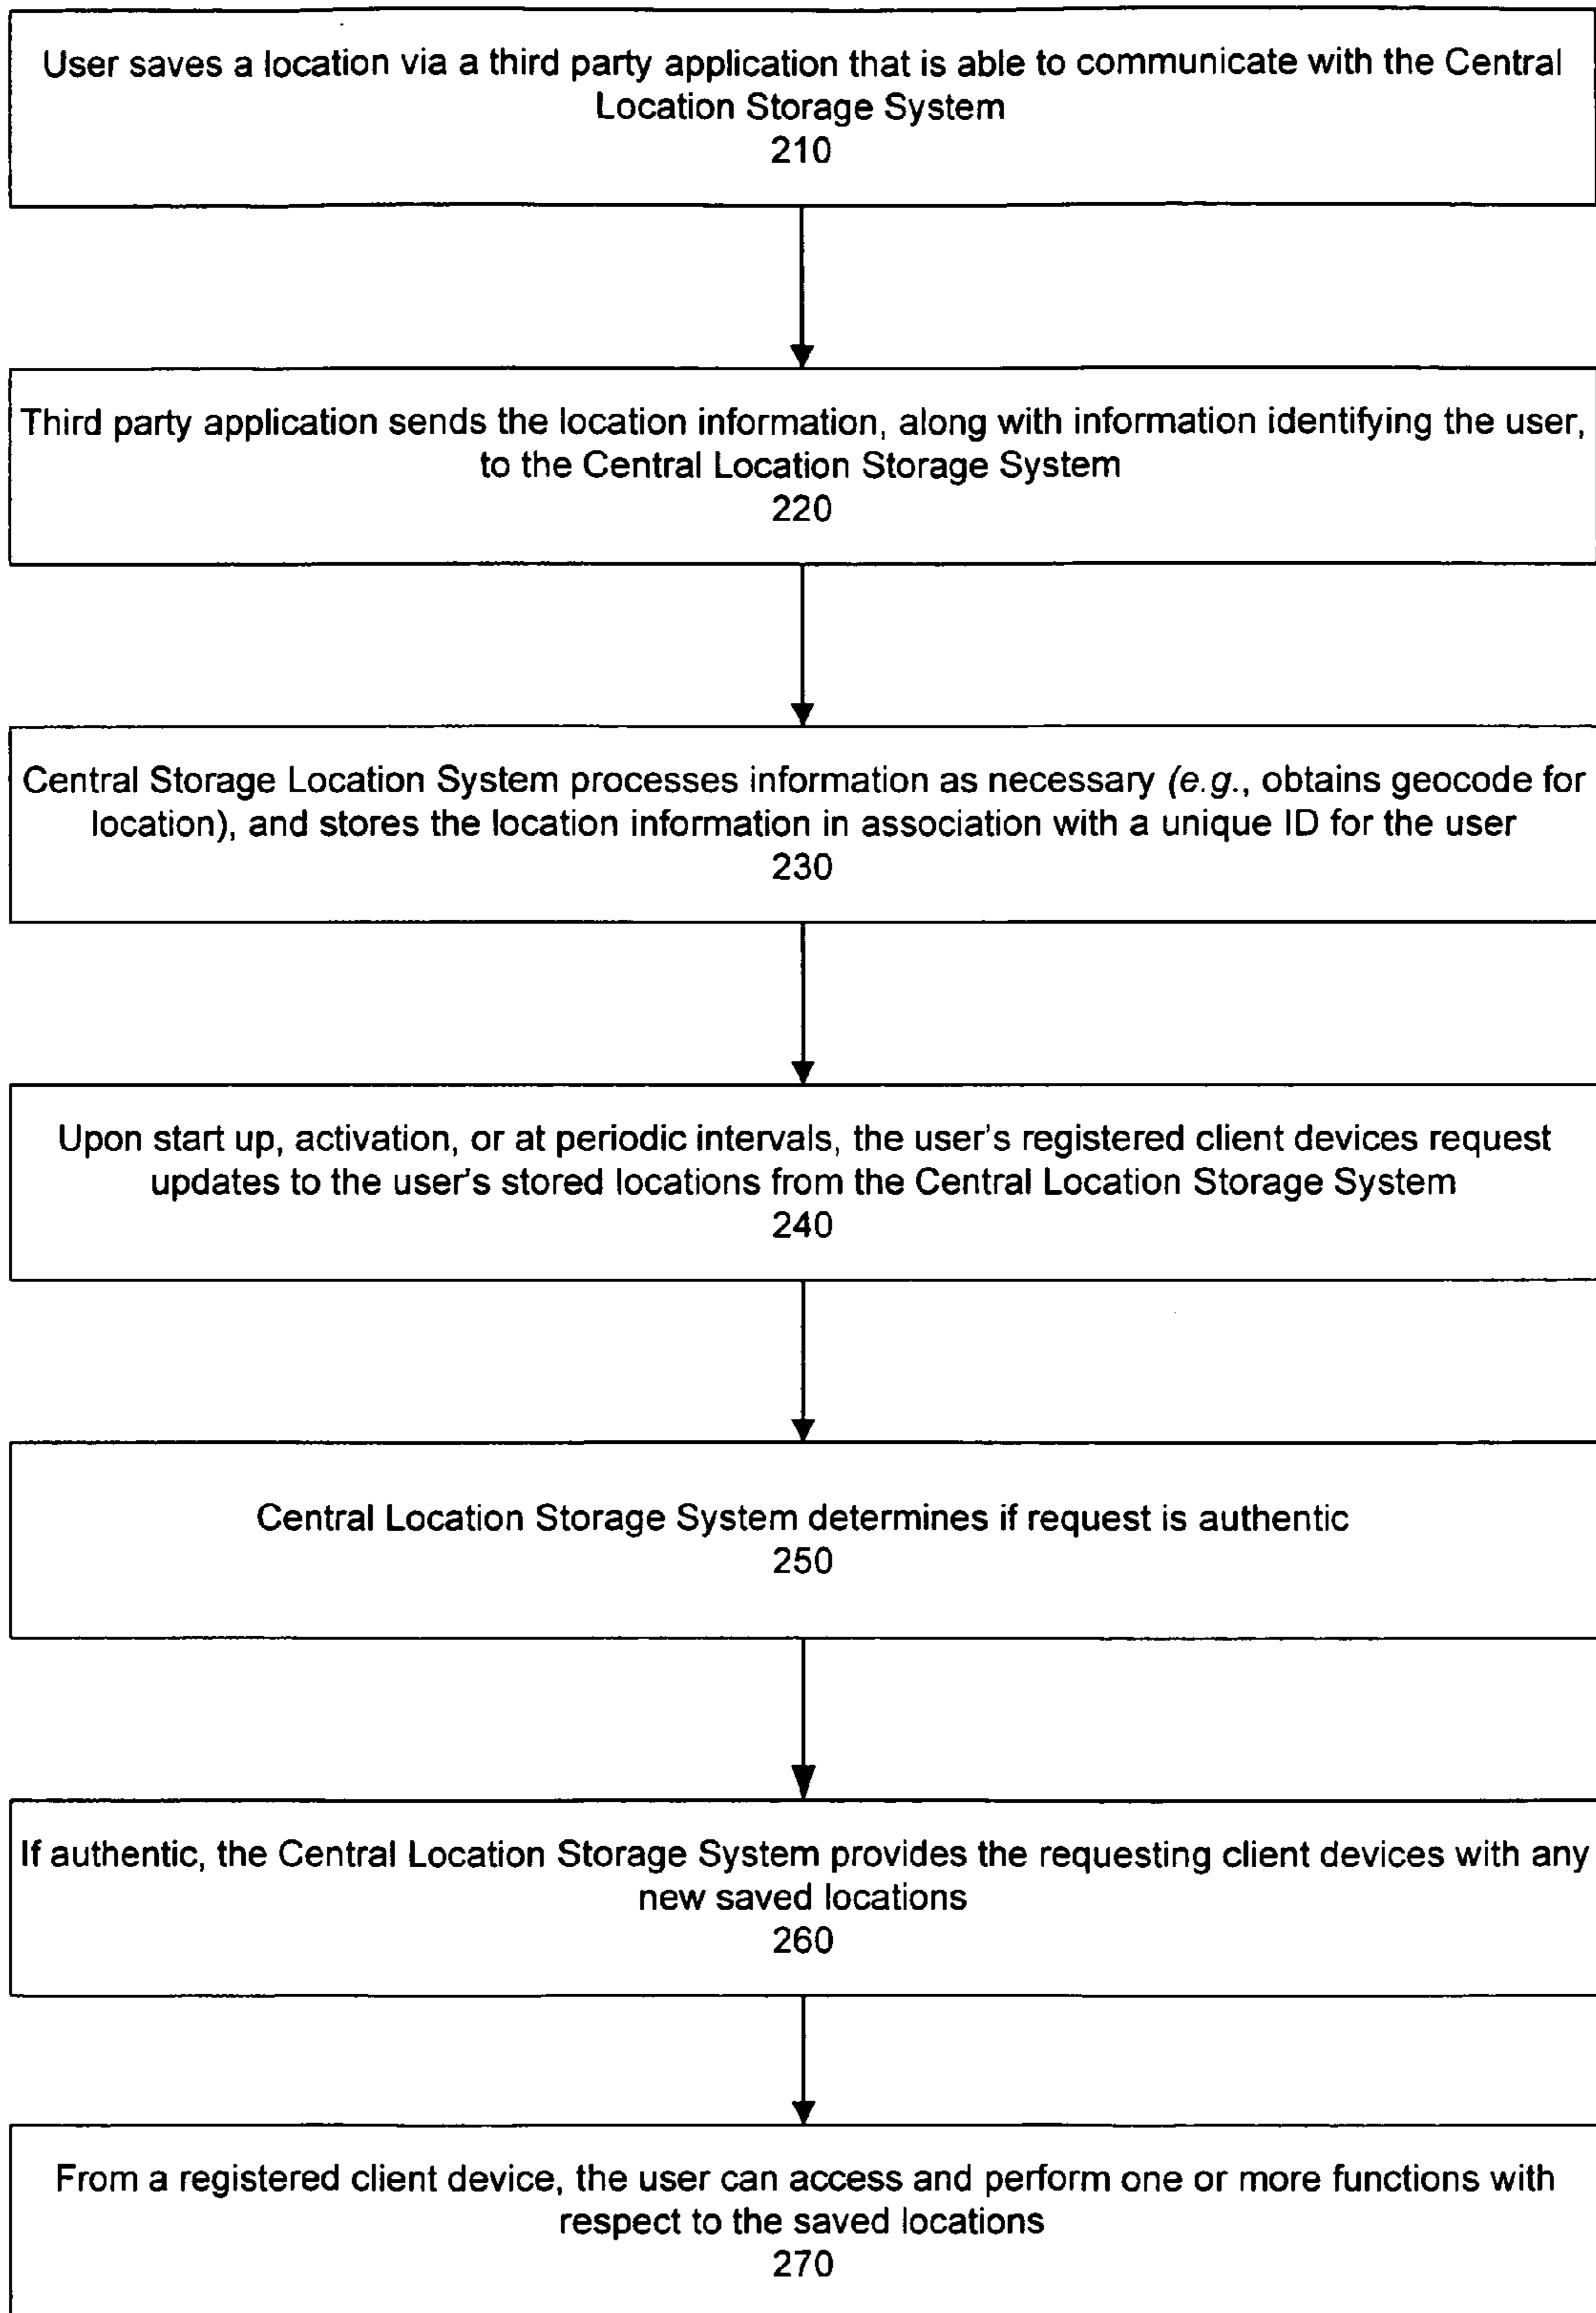 User saves a location via a third party application that is able to communicate with the Central
Location Storage System
210
Third party application sends the location information, along with information identifying the user,
to the Central Location Storage System
220
Central Storage Location System processes information as necessary (e.g., obtains geocode for
location), and stores the location information in association with a unique ID for the user
230
Upon start up, activation, or at periodic intervals, the user's registered client devices request
updates to the user's stored locations from the Central Location Storage System
240
Central Location Storage System determines if request is authentic
250
If authentic, the Central Location Storage System provides the requesting client devices with any
new saved locations
260
From a registered client device, the user can access and perform one or more functions with
respect to the saved locations
270